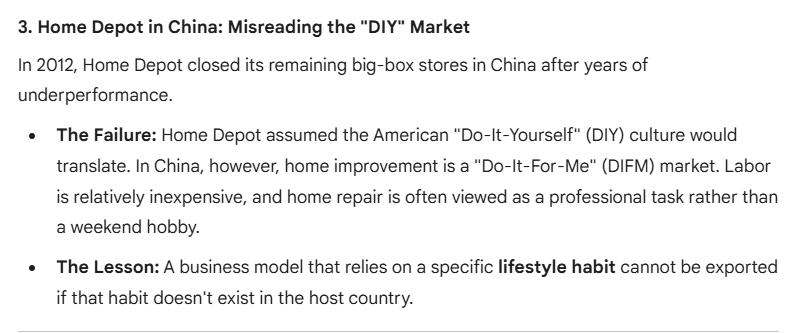 3. Home Depot in China: Misreading the "DIY" Market
In 2012, Home Depot closed its remaining big-box stores in China after years of
underperformance.
• The Failure: Home Depot assumed the American "Do-It-Yourself" (DIY) culture would
translate. In China, however, home improvement is a "Do-It-For-Me" (DIFM) market. Labor
is relatively inexpensive, and home repair is often viewed as a professional task rather than
a weekend hobby.
• The Lesson: A business model that relies on a specific lifestyle habit cannot be exported
if that habit doesn't exist in the host country.